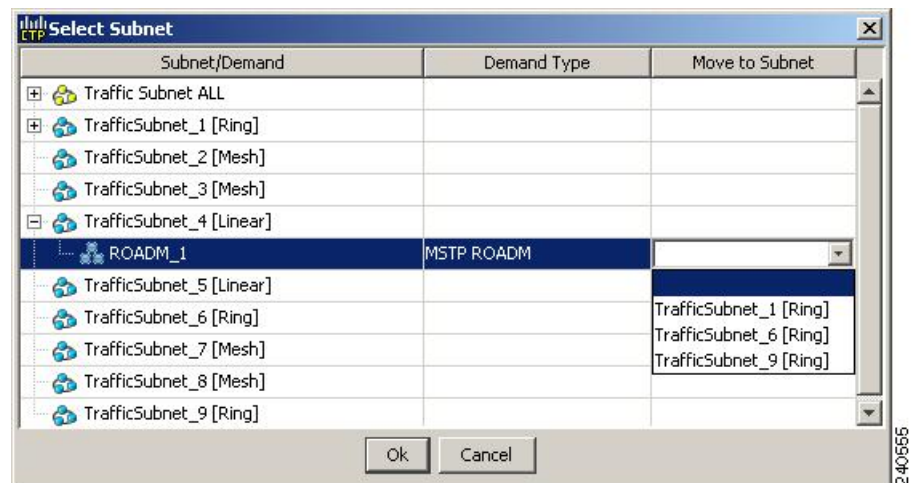 CTP Select Subnet
Subnet/Demand Demand Type Move to Subnet
Traffic Subnet ALL
TrafficSubnet_1 [Ring]
TrafficSubnet_2 [Mesh]
TrafficSubnet_3 [Mesh]
TrafficSubnet_4 [Linear]
ROADM_1 MSTP ROADM
TrafficSubnet_5 [Linear]
TrafficSubnet_1 [Ring]
TrafficSubnet_6 [Ring]
TrafficSubnet_6 [Ring]
TrafficSubnet_7 [Mesh]
TrafficSubnet_9 [Ring]
TrafficSubnet_8 [Mesh]
TrafficSubnet_9 [Ring]
Ok Cancel
240555